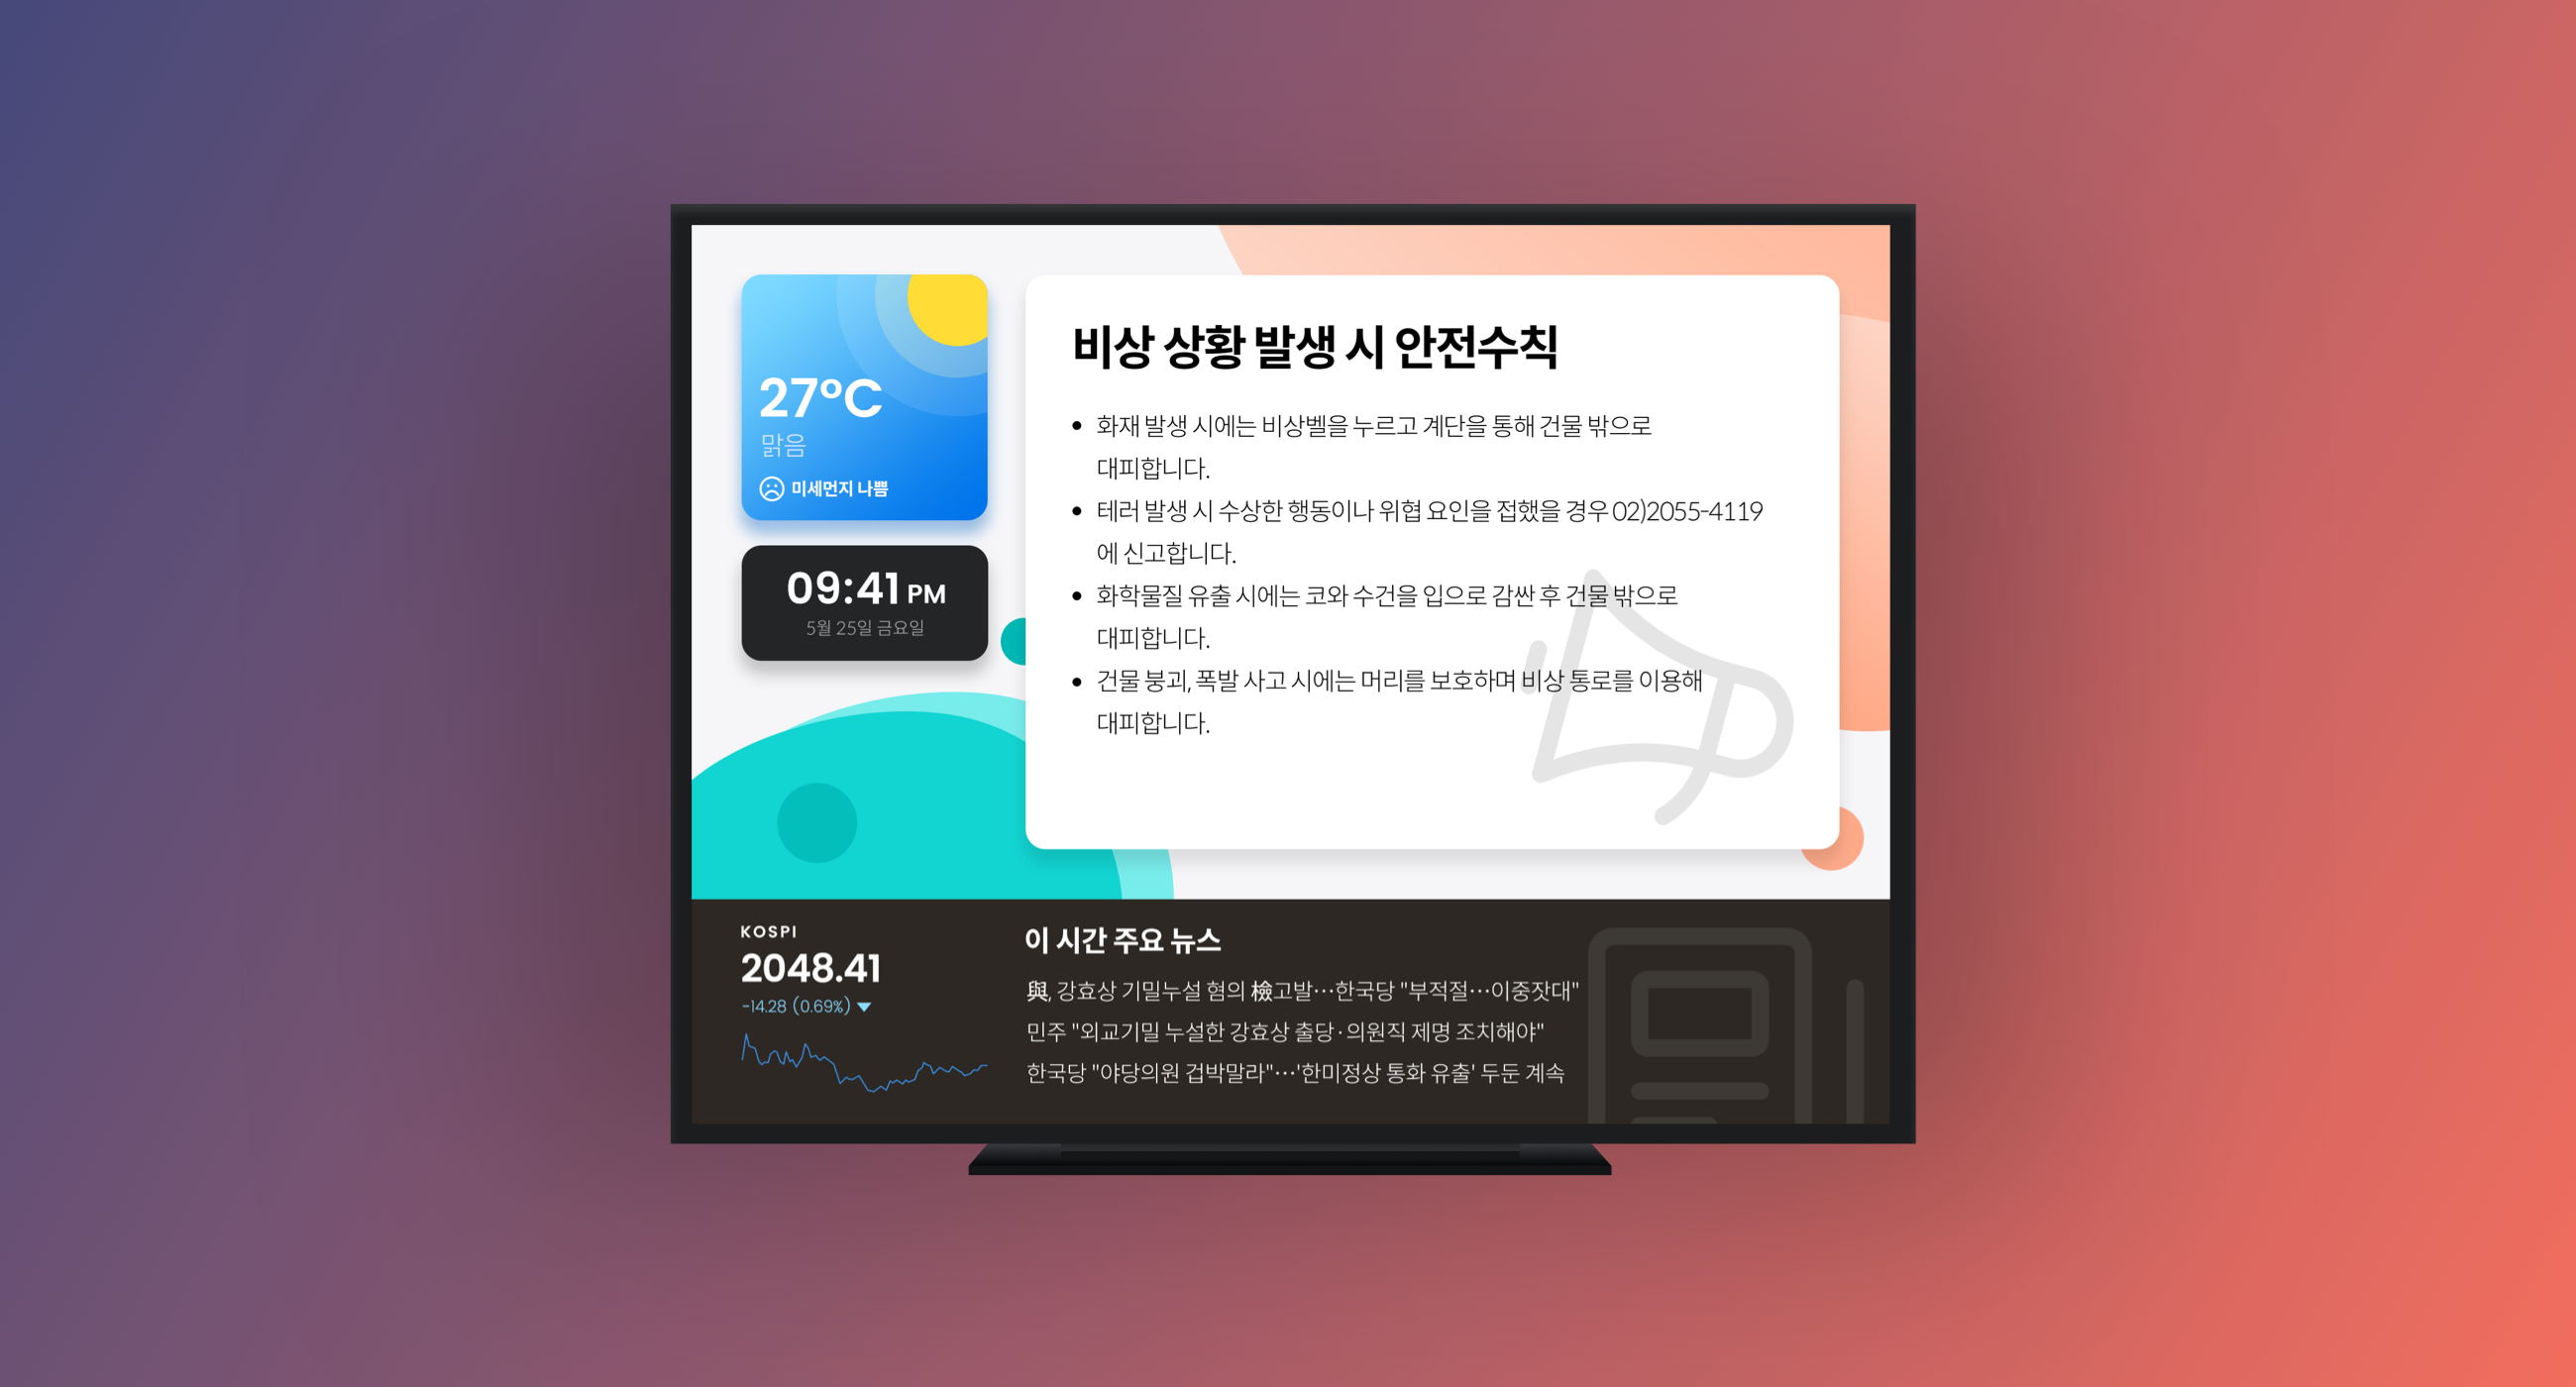 27°C
맑음
미세먼지 나쁨
09:41 PM
5월 25일 금요일
비상 상황 발생 시 안전수칙
• 화재 발생 시에는 비상벨을 누르고 계단을 통해 건물 밖으로
대피합니다.
• 테러 발생 시 수상한 행동이나 위협 요인을 접했을 경우 02)2055-4119
에 신고합니다.
• 화학물질 유출 시에는 코와 수건을 입으로 감싼 후 건물 밖으로
대피합니다.
• 건물 붕괴, 폭발 사고 시에는 머리를 보호하며 비상 통로를 이용해
대피합니다.
KOSPI
2048.41
-14.28 (0.69%) ▼
이 시간 주요 뉴스
與, 강효상 기밀누설 혐의 檢고발…한국당 "부적절…이중잣대"
민주 "외교기밀 누설한 강효상 출당·의원직 제명 조치해야"
한국당 "야당의원 겁박말라"…'한미정상 통화 유출' 두둔 계속